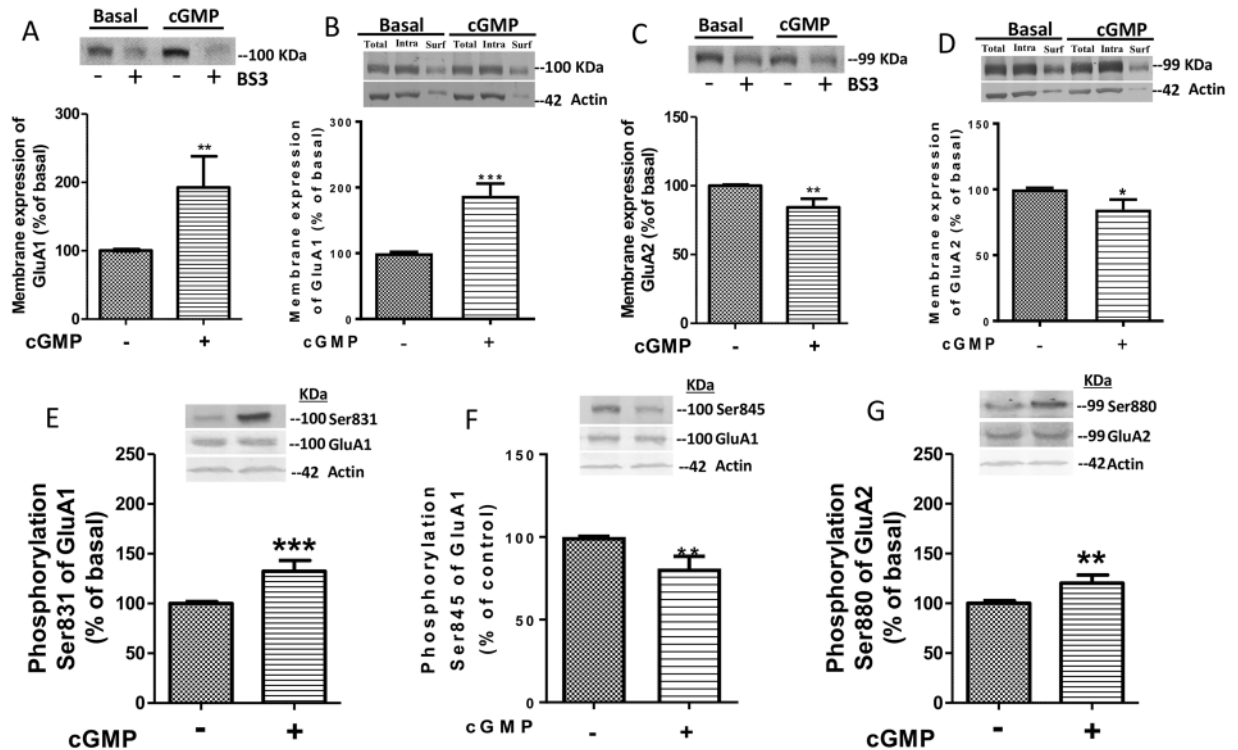 A
Basal cGMP
--100 KDa
- + - +
BS3
Membrane expression of
GluA1 (% of basal)
300
200
100
0
cGMP - +
**
B
Basal cGMP
Total Intra Surf Total Intra Surf
--100 KDa
--42 Actin
Membrane expression
of GluA1 (% of basal)
300
200
100
0
cGMP - +
***
C
Basal cGMP
--99 KDa
- + - +
BS3
Membrane expression of
GluA2 (% of basal)
150
100
50
0
cGMP - +
**
D
Basal cGMP
Total Intra Surf Total Intra Surf
--99 KDa
--42 Actin
Membrane expression
of GluA2 (% of basal)
150
100
50
0
cGMP - +
*
E
KDa
--100 Ser831
--100 GluA1
--42 Actin
Phosphorylation
Ser831 of GluA1
(% of basal)
250
200
150
100
50
0
cGMP - +
***
F
KDa
--100 Ser845
--100 GluA1
--42 Actin
Phosphorylation
Ser845 of GluA1
(% of control)
150
100
50
0
cGMP - +
**
G
KDa
--99 Ser880
--99 GluA2
--42 Actin
Phosphorylation
Ser880 of GluA2
(% of basal)
250
200
150
100
50
0
cGMP - +
**